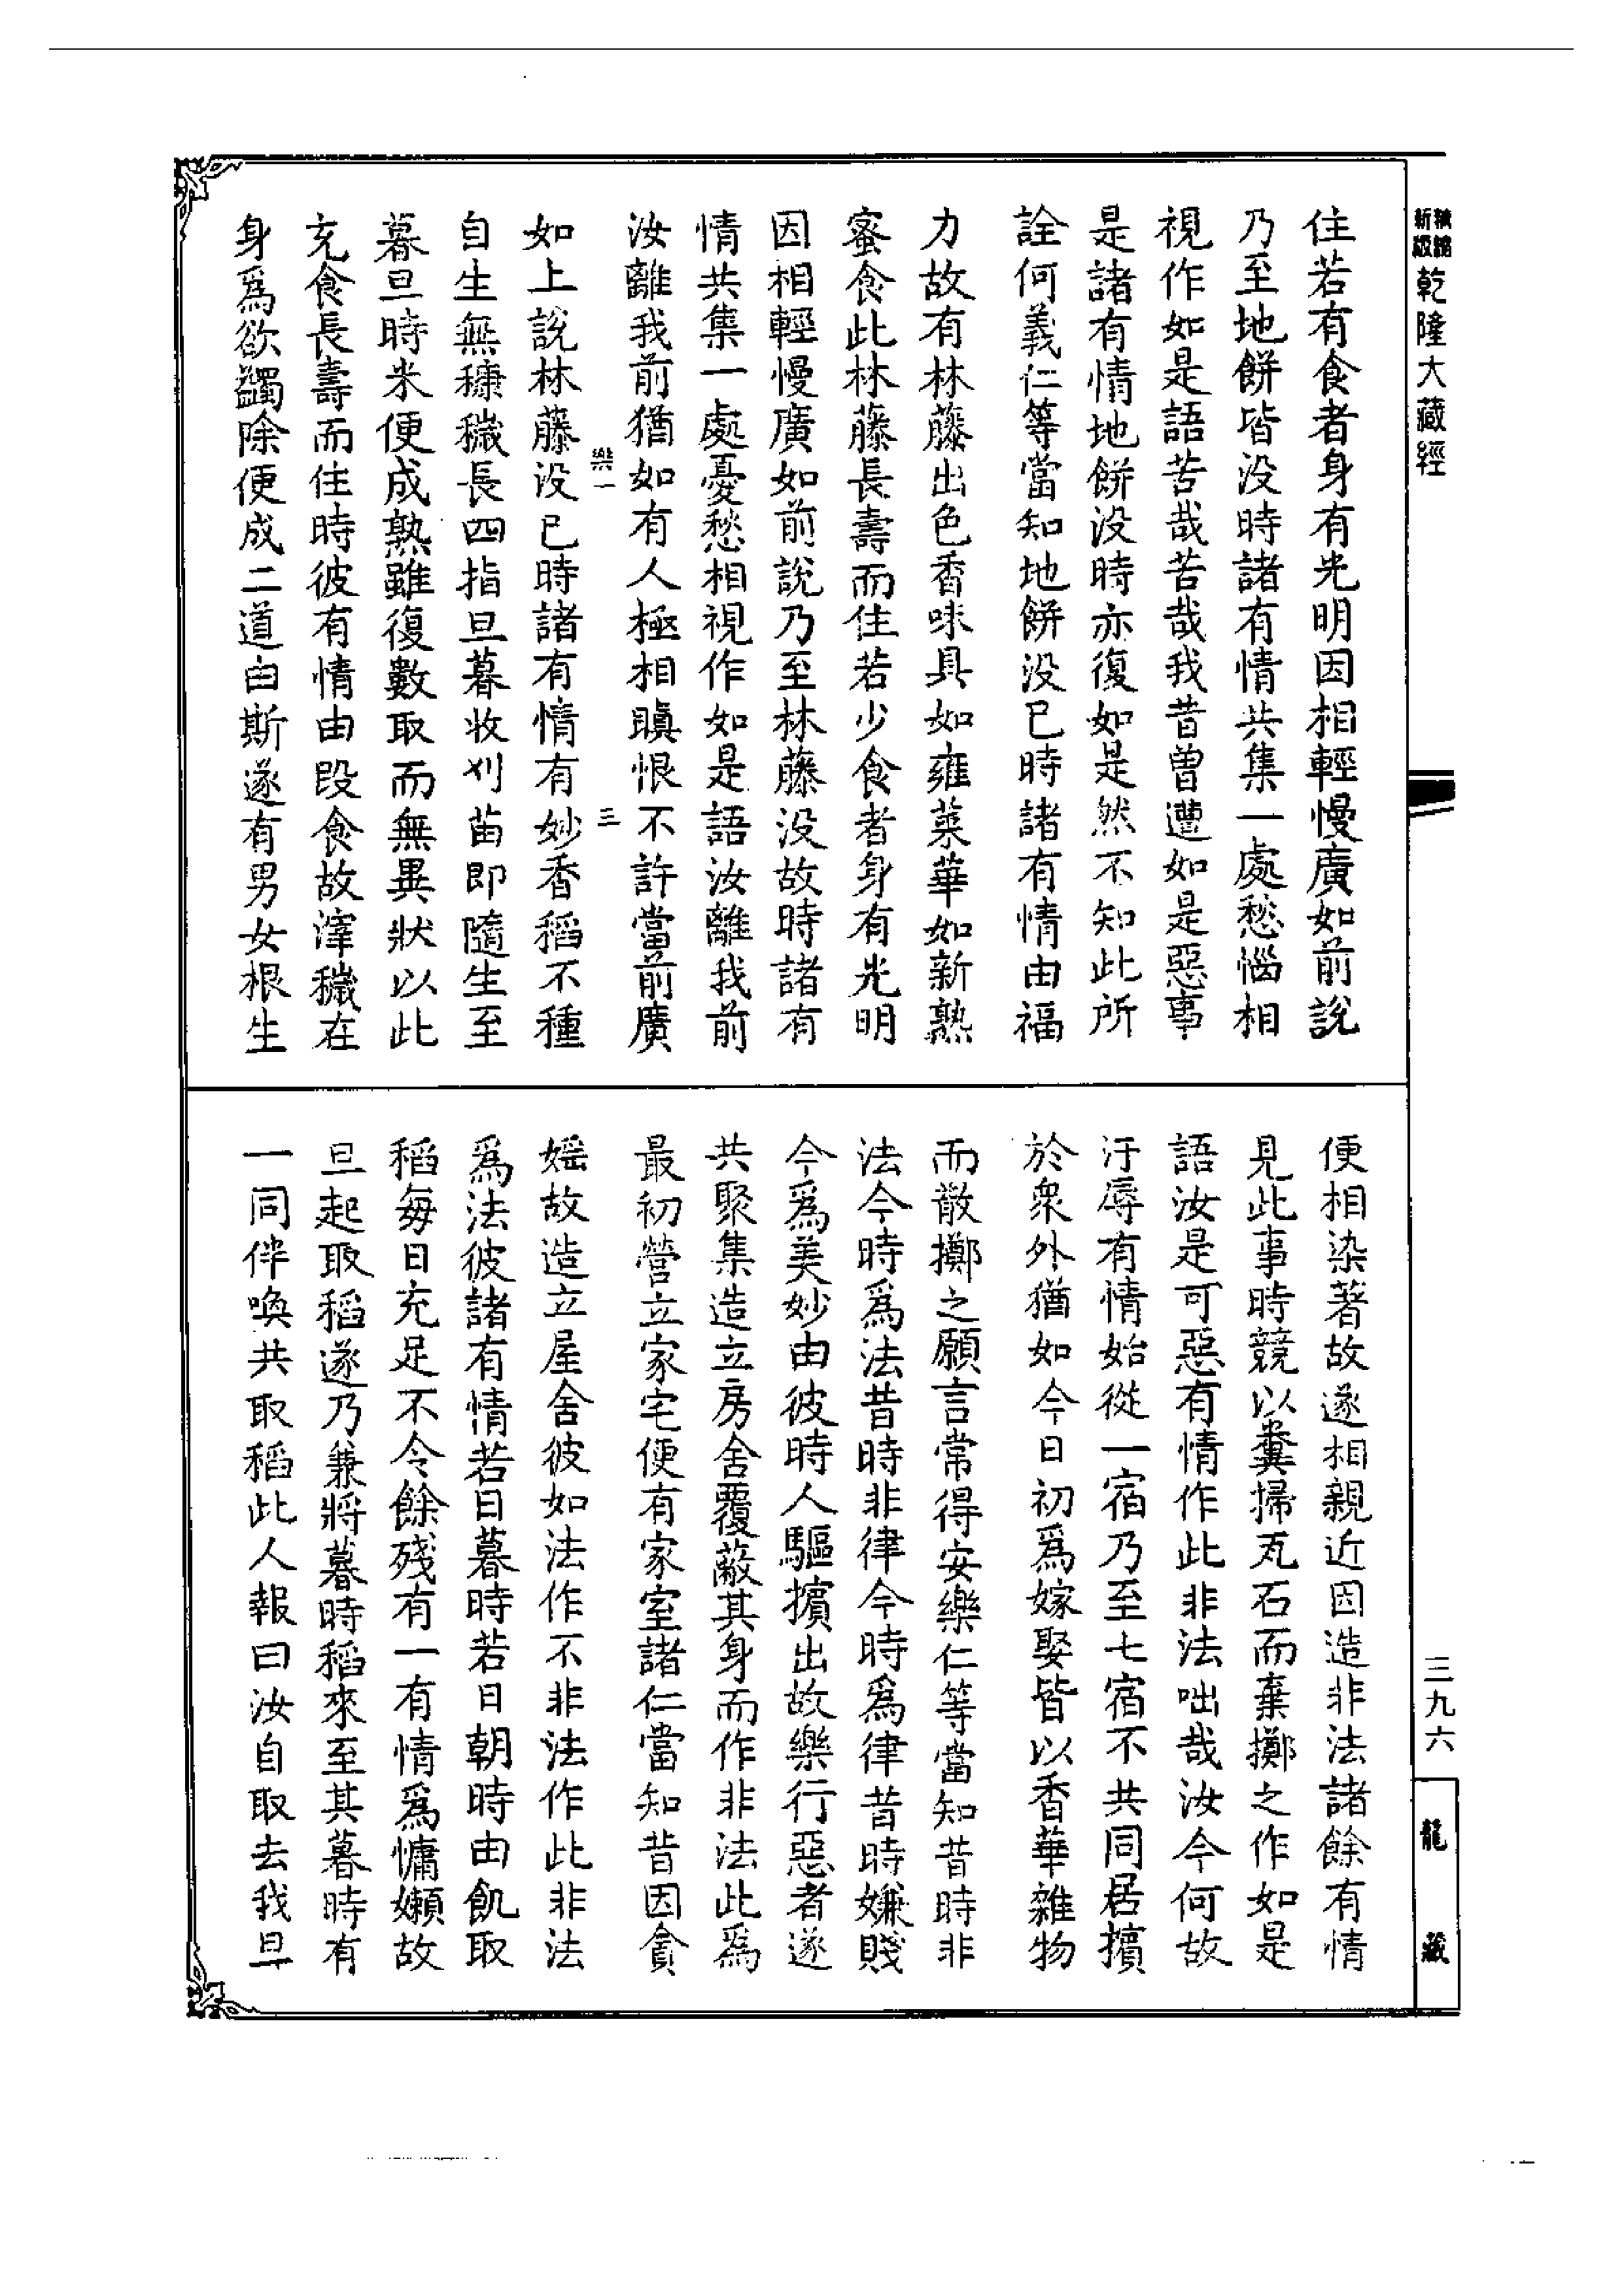 新編縮級
乾隆大藏經
住若有食者身有光明因相輕慢廣如前說
乃至地餅皆没時諸有情共集一處愁惱相
視作如是語苦哉苦哉我昔曾遭如是惡事
是諸有情地餅没時亦復如是然不知此所
詮何義仁等當知地餅没已時諸有情由福
力故有林藤出色香味具如雍菜華如新熟
蜜食此林藤長壽而住若少食者身有光明
因相輕慢廣如前說乃至林藤没故時諸有
情共集一處憂愁相視作如是語汝離我前
汝離我前猶如有人極相瞋恨不許當前廣
樂一
三
如上說林藤没已時諸有情有妙香稻不種
自生無穅穢長四指旦暮收刈苗即隨生至
暮旦時米便成熟雖復數取而無異狀以此
充食長壽而住時彼有情由段食故滓穢在
身爲欲蠲除便成二道由斯遂有男女根生
便相染著故遂相親近因造非法諸餘有情
見此事時競以糞掃瓦石而棄擲之作如是
語汝是可惡有情作此非法咄哉汝今何故
汙辱有情始從一宿乃至七宿不共同居擯
於衆外猶如今日初爲嫁娶皆以香華雜物
而散擲之願言常得安樂仁等當知昔時非
法今時爲法昔時非律今時爲律昔時嫌賤
今爲美妙由彼時人驅擯出故樂行惡者遂
共聚集造立房舍覆蔽其身而作非法此爲
最初營立家宅便有家室諸仁當知昔因貪
婬故造立屋舍彼如法作不非法作此非法
爲法彼諸有情若日暮時若日朝時由飢取
稻每日充足不令餘殘有一有情爲慵嬾故
旦起取稻遂乃兼將暮時稻來至其暮時有
一同伴喚共取稻此人報曰汝自取去我旦
三九六
龍藏